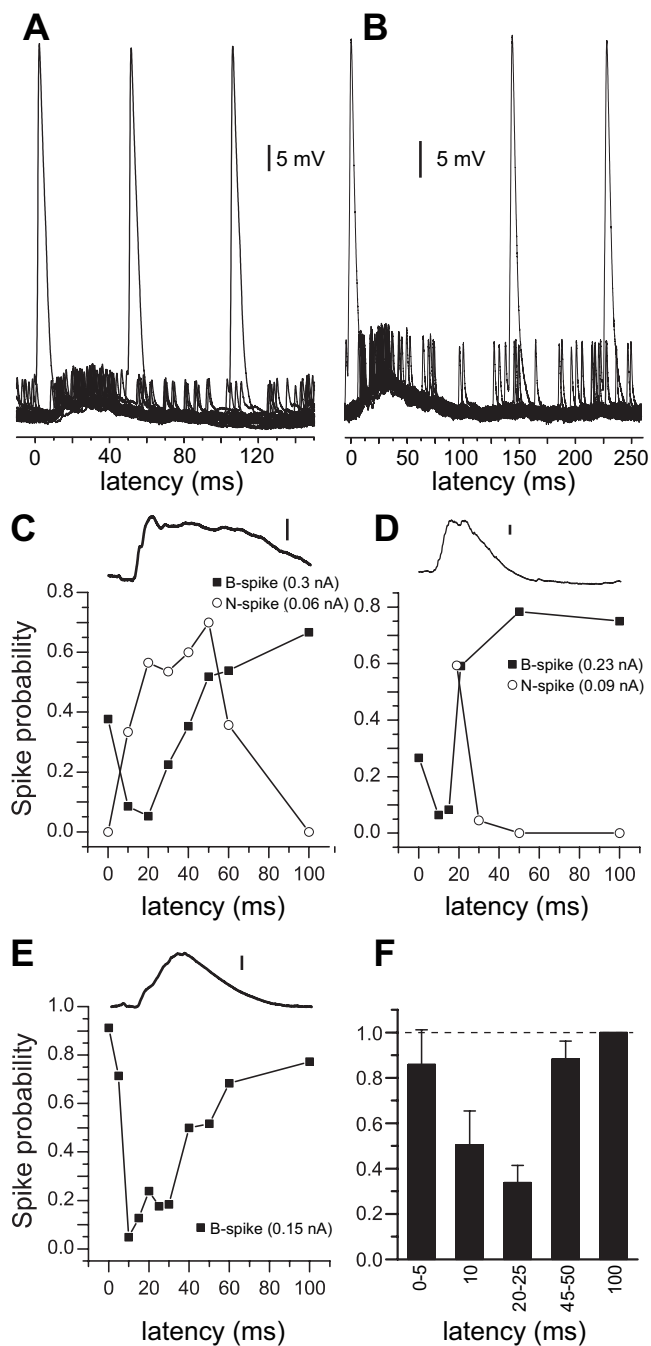 A
B
5 mV
5 mV
0 40 80 120
0 50 100 150 200 250
latency (ms)
latency (ms)
C
D
B-spike (0.3 nA)
N-spike (0.06 nA)
0.8
0.6
0.4
0.2
0.0
Spike probability
0 20 40 60 80 100
latency (ms)
B-spike (0.23 nA)
N-spike (0.09 nA)
0.8
0.6
0.4
0.2
0.0
0 20 40 60 80 100
latency (ms)
E
F
1.0
0.8
0.6
0.4
0.2
0.0
Spike probability
B-spike (0.15 nA)
0 20 40 60 80 100
latency (ms)
1.0
0.8
0.6
0.4
0.2
0.0
0-5
10
20-25
45-50
100
latency (ms)